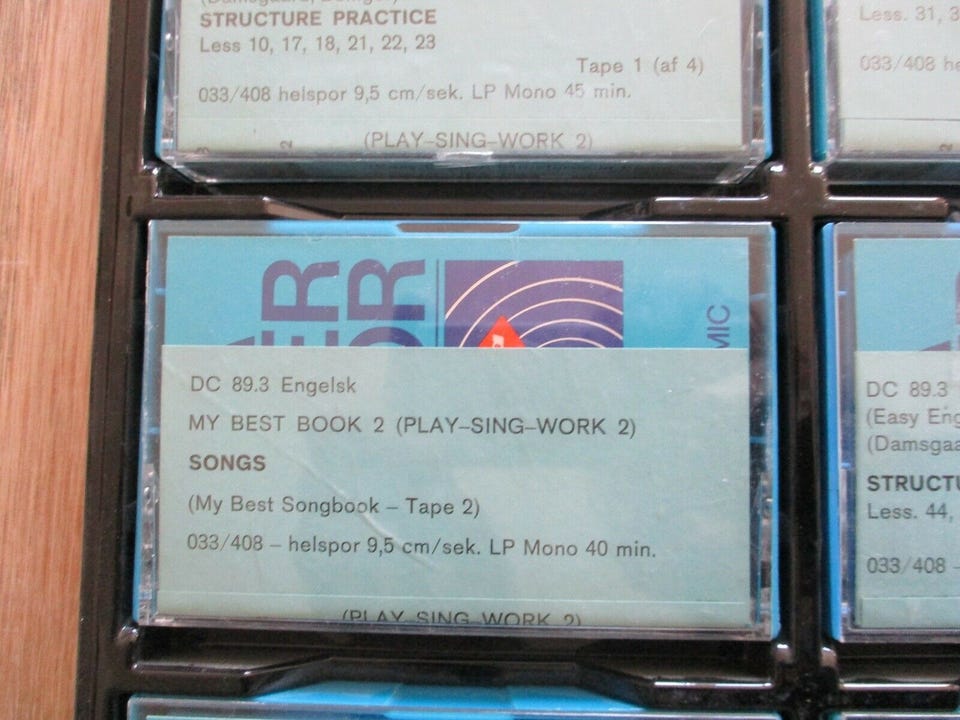 STRUCTURE PRACTICE
Less 10, 17, 18, 21, 22, 23
Tape 1 (af 4)
033/408 helspor 9,5 cm/sek. LP Mono 45 min.
(PLAY–SING–WORK 2)
2
Less. 31, 3
033/408 he
2
MIC
DC 89.3 Engelsk
MY BEST BOOK 2 (PLAY–SING–WORK 2)
SONGS
(My Best Songbook – Tape 2)
033/408 – helspor 9,5 cm/sek. LP Mono 40 min.
(PLAY SING–WORK 2)
DC 89.3
(Easy Eng
(Damsgaa
STRUCTU
Less. 44,
033/408 –